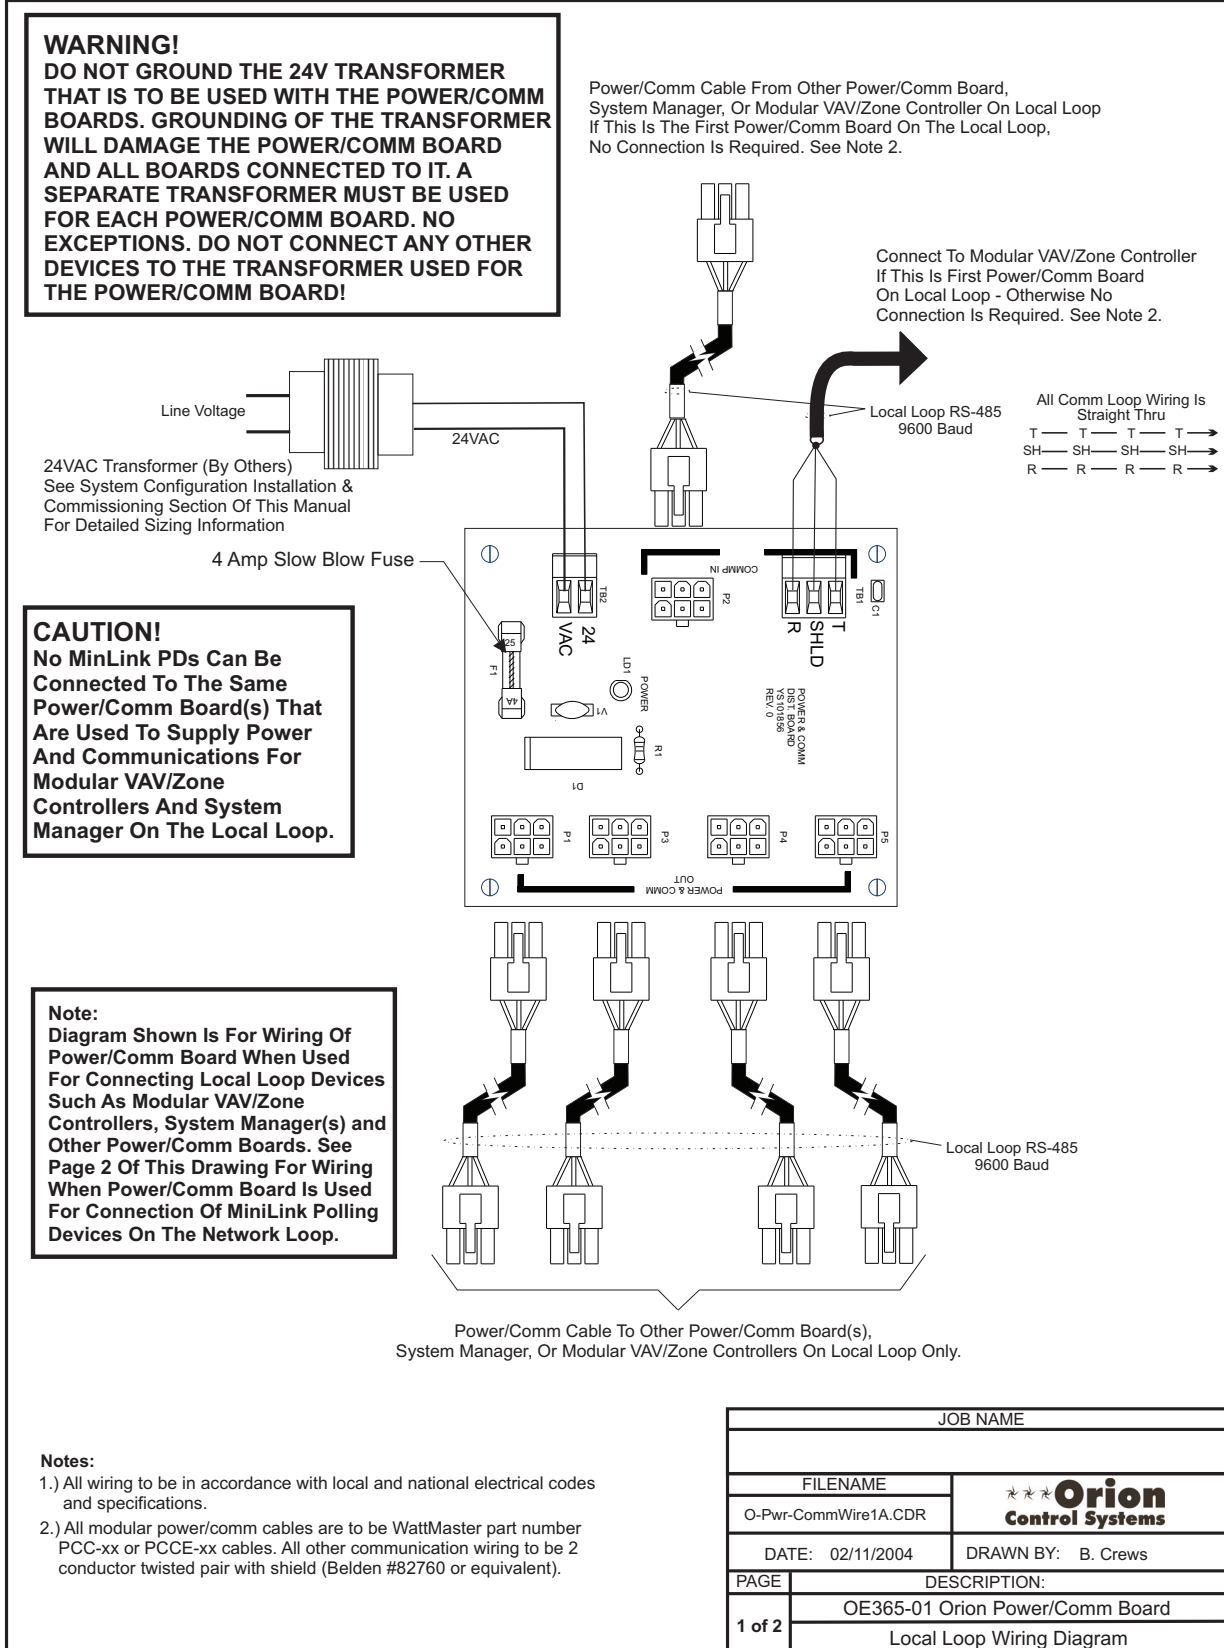 WARNING!
DO NOT GROUND THE 24V TRANSFORMER
THAT IS TO BE USED WITH THE POWER/COMM
BOARDS. GROUNDING OF THE TRANSFORMER
WILL DAMAGE THE POWER/COMM BOARD
AND ALL BOARDS CONNECTED TO IT. A
SEPARATE TRANSFORMER MUST BE USED
FOR EACH POWER/COMM BOARD. NO
EXCEPTIONS. DO NOT CONNECT ANY OTHER
DEVICES TO THE TRANSFORMER USED FOR
THE POWER/COMM BOARD!
Power/Comm Cable From Other Power/Comm Board,
System Manager, Or Modular VAV/Zone Controller On Local Loop
If This Is The First Power/Comm Board On The Local Loop,
No Connection Is Required. See Note 2.
Connect To Modular VAV/Zone Controller
If This Is First Power/Comm Board
On Local Loop - Otherwise No
Connection Is Required. See Note 2.
Line Voltage
24VAC
Local Loop RS-485
9600 Baud
All Comm Loop Wiring Is
Straight Thru
T T T T
SH SH SH SH
R R R R
24VAC Transformer (By Others)
See System Configuration Installation &
Commissioning Section Of This Manual
For Detailed Sizing Information
4 Amp Slow Blow Fuse
COMMP IN
TB2
P2
TB1
C1
24
VAC
R
SHLD
T
F1
25
4A
LD1
POWER
V1
R1
D1
POWER & COMM
DIST. BOARD
YS101856
REV. 0
P1
P3
P4
P5
POWER & COMM
OUT
CAUTION!
No MinLink PDs Can Be
Connected To The Same
Power/Comm Board(s) That
Are Used To Supply Power
And Communications For
Modular VAV/Zone
Controllers And System
Manager On The Local Loop.
Note:
Diagram Shown Is For Wiring Of
Power/Comm Board When Used
For Connecting Local Loop Devices
Such As Modular VAV/Zone
Controllers, System Manager(s) and
Other Power/Comm Boards. See
Page 2 Of This Drawing For Wiring
When Power/Comm Board Is Used
For Connection Of MiniLink Polling
Devices On The Network Loop.
Local Loop RS-485
9600 Baud
Power/Comm Cable To Other Power/Comm Board(s),
System Manager, Or Modular VAV/Zone Controllers On Local Loop Only.
Notes:
1.) All wiring to be in accordance with local and national electrical codes
and specifications.
2.) All modular power/comm cables are to be WattMaster part number
PCC-xx or PCCE-xx cables. All other communication wiring to be 2
conductor twisted pair with shield (Belden #82760 or equivalent).
JOB NAME
FILENAME
O-Pwr-CommWire1A.CDR
Orion
Control Systems
DATE: 02/11/2004
DRAWN BY: B. Crews
PAGE
DESCRIPTION:
1 of 2
OE365-01 Orion Power/Comm Board
Local Loop Wiring Diagram